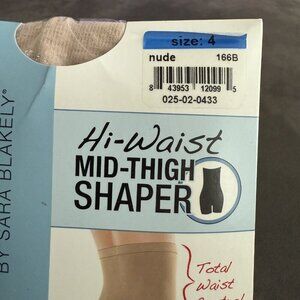 size: 4
nude 166B
8 43953 12099 5
025-02-0433
BY SARA BLAKELY®
Hi-Waist
MID-THIGH
SHAPER
Total
Waist